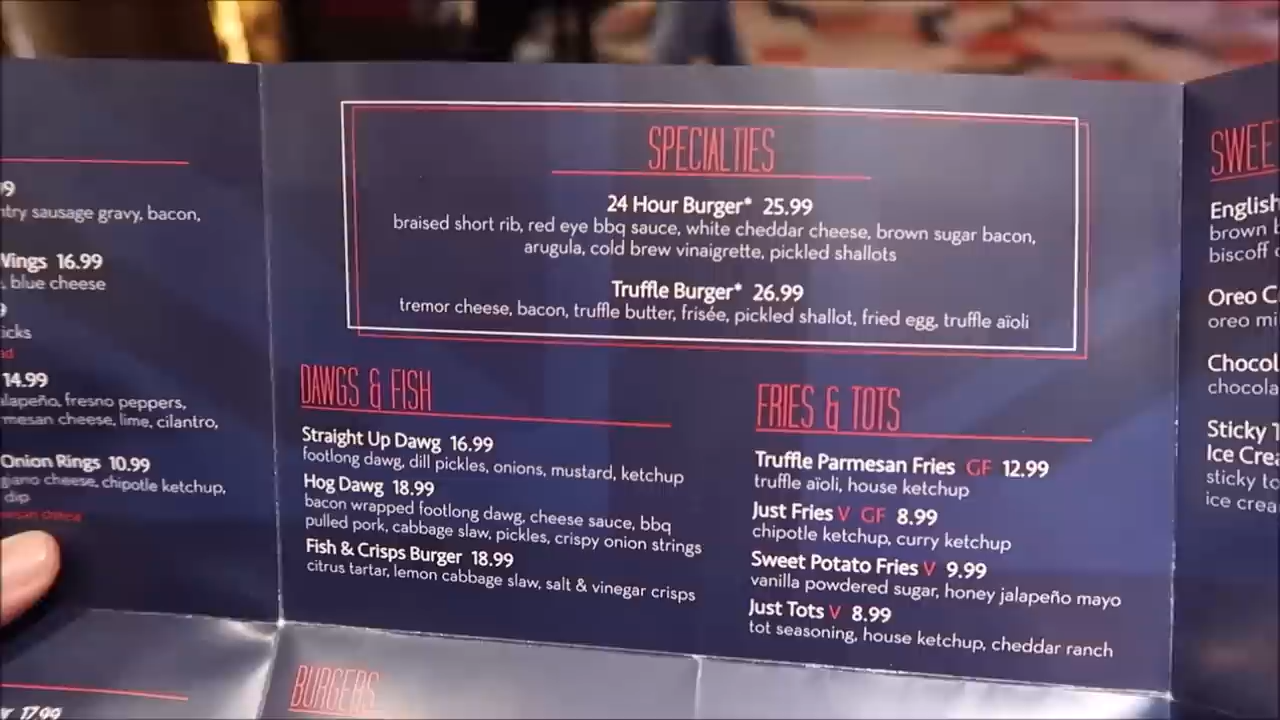 9
sausage gravy, bacon,
Wings 16.99
blue cheese
14.99
fresno peppers,
cheese, lime, cilantro,
Onion Rings 10.99
cheese, chipotle ketchup,
dip
17.99
SPECIALTIES
24 Hour Burger* 25.99
braised short rib, red eye bbq sauce, white cheddar cheese, brown sugar bacon,
arugula, cold brew vinaigrette, pickled shallots
Truffle Burger* 26.99
tremor cheese, bacon, truffle butter, frisée, pickled shallot, fried egg, truffle aïoli
DAWGS & FISH
Straight Up Dawg 16.99
footlong dawg, dill pickles, onions, mustard, ketchup
Hog Dawg 18.99
bacon wrapped footlong dawg, cheese sauce, bbq
pulled pork, cabbage slaw, pickles, crispy onion strings
Fish & Crisps Burger 18.99
citrus tartar, lemon cabbage slaw, salt & vinegar crisps
FRIES & TOTS
Truffle Parmesan Fries GF 12.99
truffle aïoli, house ketchup
Just Fries V GF 8.99
chipotle ketchup, curry ketchup
Sweet Potato Fries V 9.99
vanilla powdered sugar, honey jalapeño mayo
Just Tots V 8.99
tot seasoning, house ketchup, cheddar ranch
BURGERS
SWEE
English
brown b
biscoff
Oreo C
oreo mi
Chocol
chocola
Sticky T
Ice Crea
sticky to
ice crea